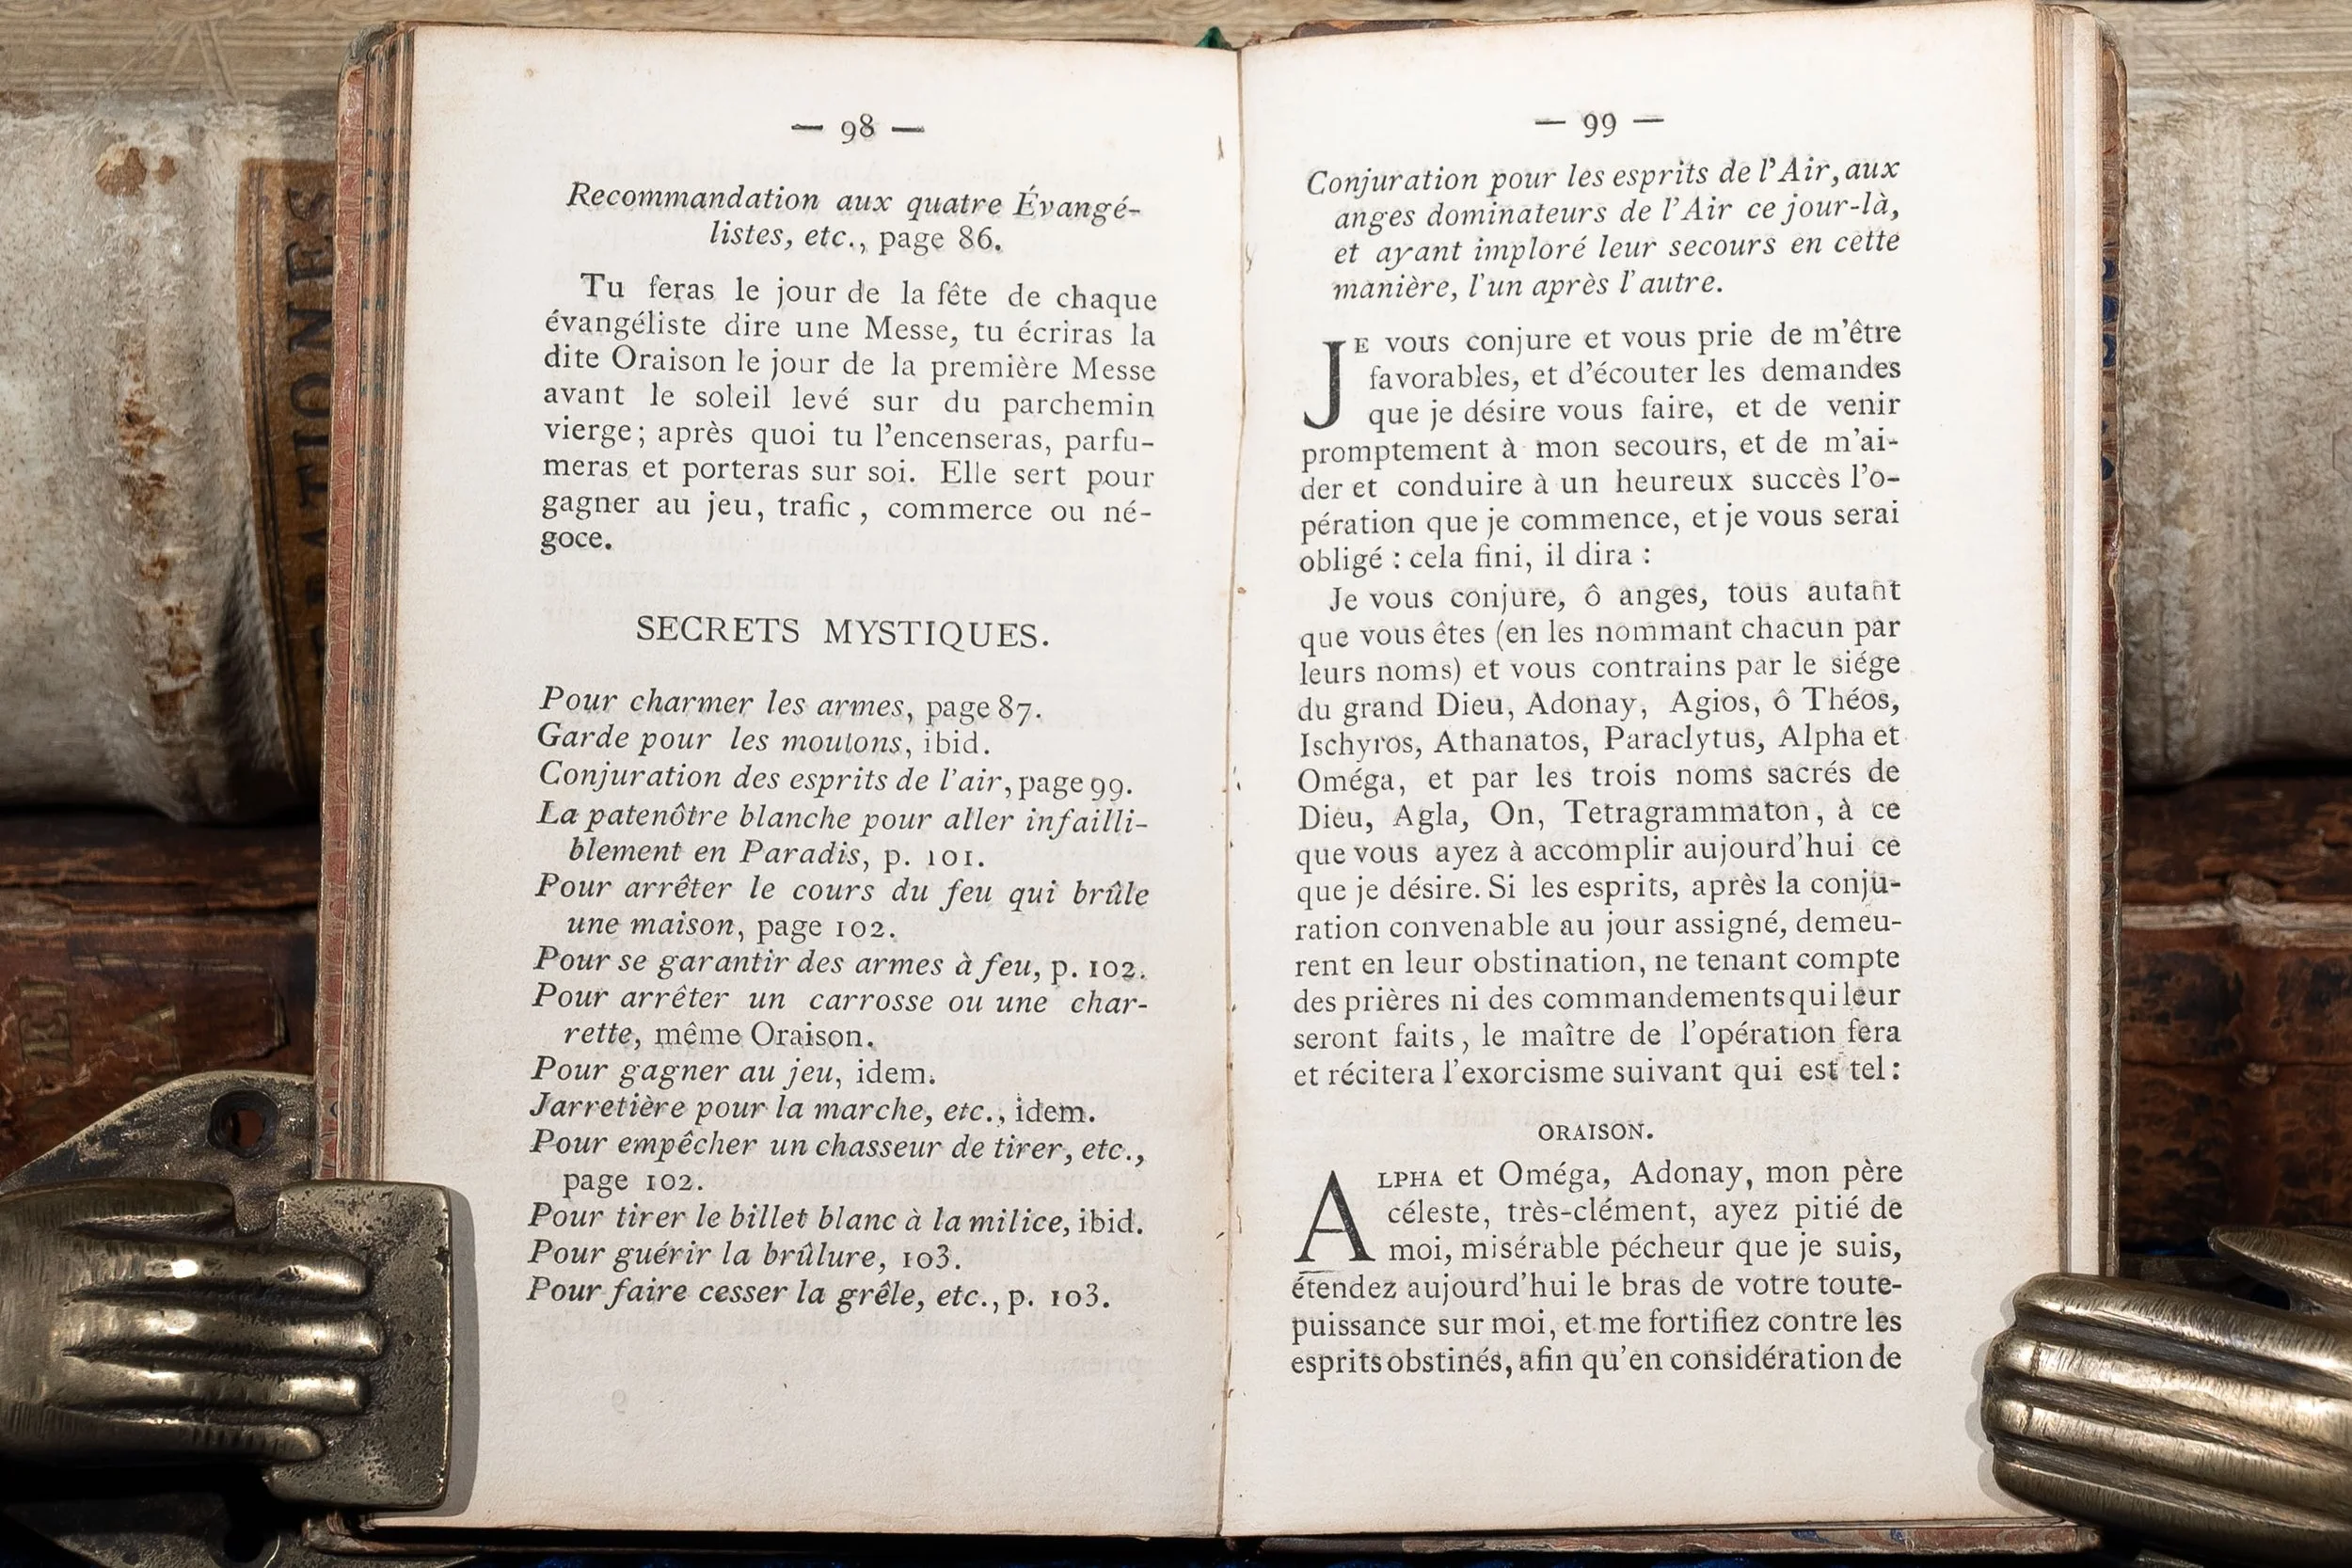 — 98 —
Recommandation aux quatre Évangé-
listes, etc., page 86.
Tu feras le jour de la fête de chaque
évangéliste dire une Messe, tu écriras la
dite Oraison le jour de la première Messe
avant le soleil levé sur du parchemin
vierge; après quoi tu l'encenseras, parfu-
meras et porteras sur soi. Elle sert pour
gagner au jeu, trafic, commerce ou né-
goce.
SECRETS MYSTIQUES.
Pour charmer les armes, page 87.
Garde pour les moutons, ibid.
Conjuration des esprits de l'air, page 99.
La patenôtre blanche pour aller infailli-
blement en Paradis, p. 101.
Pour arrêter le cours du feu qui brûle
une maison, page 102.
Pour se garantir des armes à feu, p. 102.
Pour arrêter un carrosse ou une char-
rette, même Oraison.
Pour gagner au jeu, idem.
Jarretière pour la marche, etc., idem.
Pour empêcher un chasseur de tirer, etc.,
page 102.
Pour tirer le billet blanc à la milice, ibid.
Pour guérir la brûlure, 103.
Pour faire cesser la grêle, etc., p. 103.
— 99 —
Conjuration pour les esprits de l'Air, aux
anges dominateurs de l'Air ce jour-là,
et ayant imploré leur secours en cette
manière, l'un après l'autre.
JE vous conjure et vous prie de m'être
favorables, et d'écouter les demandes
que je désire vous faire, et de venir
promptement à mon secours, et de m'ai-
der et conduire à un heureux succès l'o-
pération que je commence, et je vous serai
obligé : cela fini, il dira :
Je vous conjure, ô anges, tous autant
que vous êtes (en les nommant chacun par
leurs noms) et vous contrains par le siége
du grand Dieu, Adonay, Agios, ô Théos,
Ischyros, Athanatos, Paraclytus, Alpha et
Oméga, et par les trois noms sacrés de
Dieu, Agla, On, Tetragrammaton, à ce
que vous ayez à accomplir aujourd'hui ce
que je désire. Si les esprits, après la conju-
ration convenable au jour assigné, demeu-
rent en leur obstination, ne tenant compte
des prières ni des commandements qui leur
seront faits, le maître de l'opération fera
et récitera l'exorcisme suivant qui est tel :
ORAISON.
ALPHA et Oméga, Adonay, mon père
céleste, très-clément, ayez pitié de
moi, misérable pécheur que je suis,
étendez aujourd'hui le bras de votre toute-
puissance sur moi, et me fortifiez contre les
esprits obstinés, afin qu'en considération de